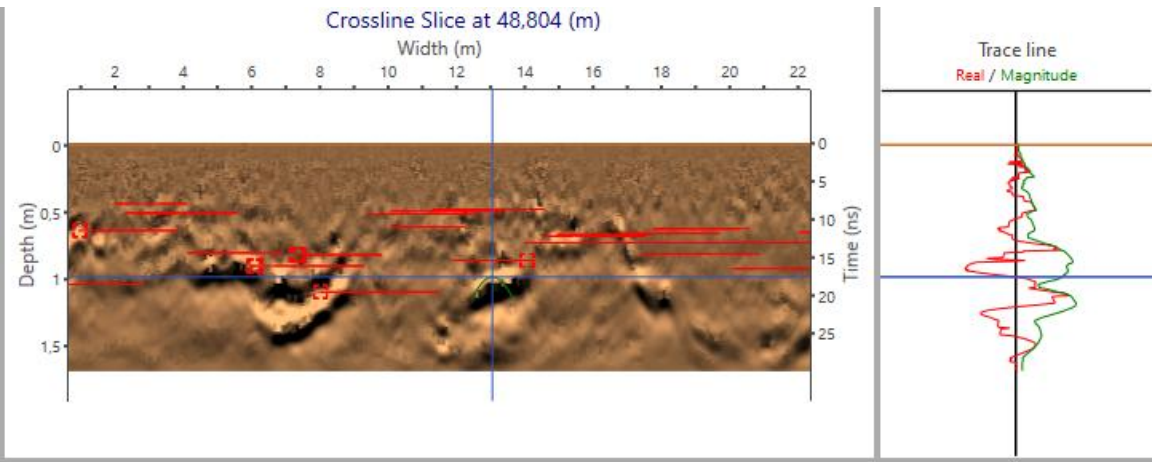 Crossline Slice at 48,804 (m)
Width (m)
2 4 6 8 10 12 14 16 18 20 22
Depth (m)
0
0,5
1
1,5
0
5
10
15
20
25
Time (ns)
Trace line
Real / Magnitude